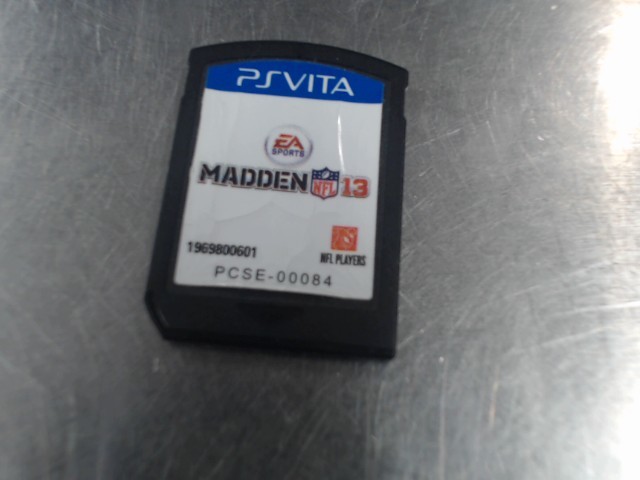 PSVITA
EA
SPORTS
MADDEN NFL 13
1969800601
NFL PLAYERS
PCSE-00084